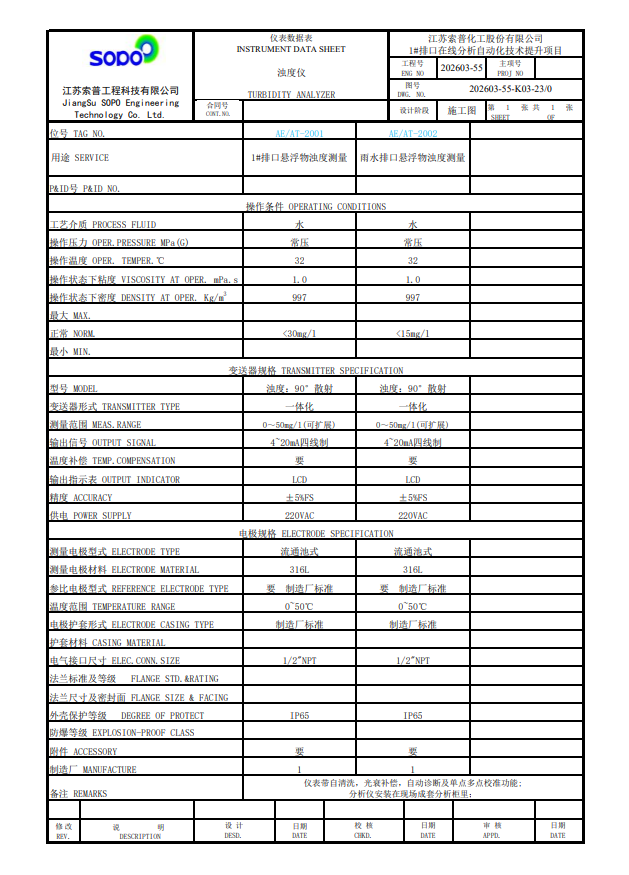 SOPO
江苏索普工程科技有限公司
JiangSu SOPO Engineering
Technology Co. Ltd.
仪表数据表
INSTRUMENT DATA SHEET
浊度仪
TURBIDITY ANALYZER
合同号
CONT.NO.
江苏索普化工股份有限公司
1#排口在线分析自动化技术提升项目
工程号
ENG NO
202603-55
主项号
PROJ NO
图号
DWG. NO.
202603-55-K03-23/0
设计阶段
施工图
第 1 张 共 1 张
SHEET OF
位号 TAG NO. AE/AT-2001 AE/AT-2002
用途 SERVICE 1#排口悬浮物浊度测量 雨水排口悬浮物浊度测量
P&ID号 P&ID NO.
操作条件 OPERATING CONDITIONS
工艺介质 PROCESS FLUID 水 水
操作压力 OPER.PRESSURE MPa(G) 常压 常压
操作温度 OPER. TEMPER.℃ 32 32
操作状态下粘度 VISCOSITY AT OPER. mPa.s 1.0 1.0
操作状态下密度 DENSITY AT OPER. Kg/m³ 997 997
最大 MAX.
正常 NORM. <30mg/l <15mg/l
最小 MIN.
变送器规格 TRANSMITTER SPECIFICATION
型号 MODEL 浊度：90° 散射 浊度：90° 散射
变送器形式 TRANSMITTER TYPE 一体化 一体化
测量范围 MEAS.RANGE 0～50mg/l(可扩展) 0～50mg/l(可扩展)
输出信号 OUTPUT SIGNAL 4~20mA四线制 4~20mA四线制
温度补偿 TEMP.COMPENSATION 要 要
输出指示表 OUTPUT INDICATOR LCD LCD
精度 ACCURACY ±5%FS ±5%FS
供电 POWER SUPPLY 220VAC 220VAC
电极规格 ELECTRODE SPECIFICATION
测量电极型式 ELECTRODE TYPE 流通池式 流通池式
测量电极材料 ELECTRODE MATERIAL 316L 316L
参比电极型式 REFERENCE ELECTRODE TYPE 要 制造厂标准 要 制造厂标准
温度范围 TEMPERATURE RANGE 0~50℃ 0~50℃
电极护套形式 ELECTRODE CASING TYPE 制造厂标准 制造厂标准
护套材料 CASING MATERIAL
电气接口尺寸 ELEC.CONN.SIZE 1/2″NPT 1/2″NPT
法兰标准及等级 FLANGE STD.&RATING
法兰尺寸及密封面 FLANGE SIZE & FACING
外壳保护等级 DEGREE OF PROTECT IP65 IP65
防爆等级 EXPLOSION-PROOF CLASS
附件 ACCESSORY 要 要
制造厂 MANUFACTURE 1 1
备注 REMARKS
仪表带自清洗，光衰补偿，自动诊断及单点多点校准功能;
分析仪安装在现场成套分析柜里;
修改 说 明 设 计 日期 校 核 日期 审 核 日期
REV. DESCRIPTION DESD. DATE CHKD. DATE APPD. DATE